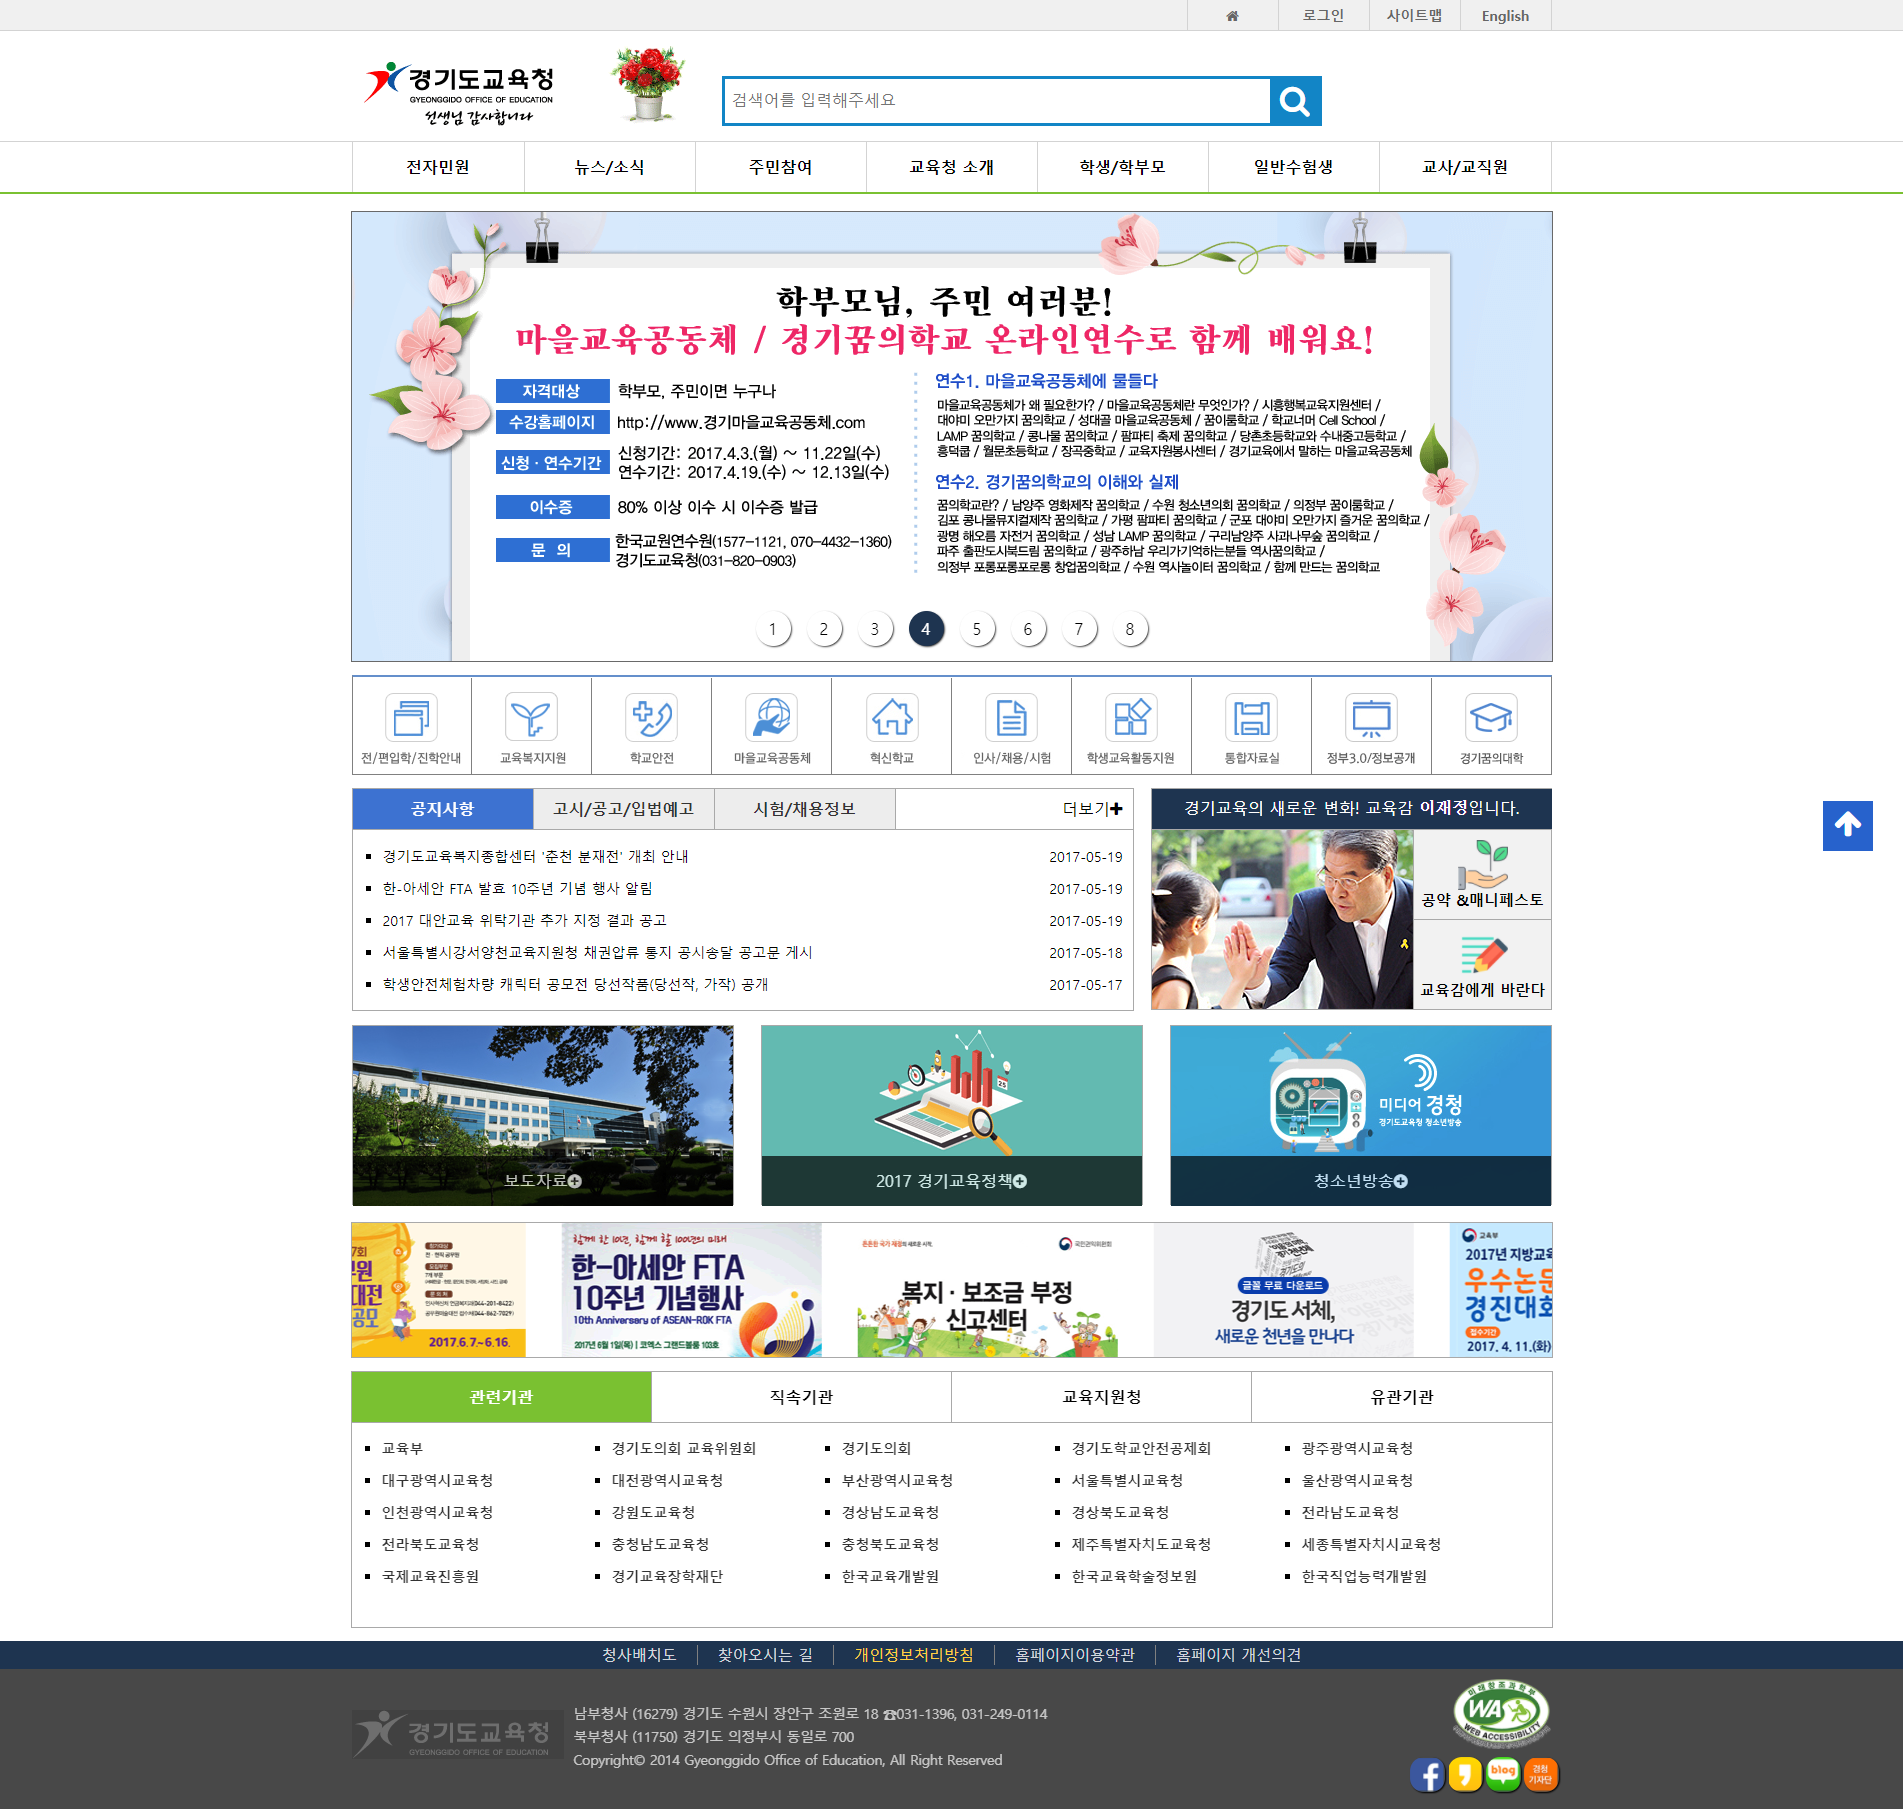 로그인
사이트맵
English
경기도교육청
GYEONGGIDO OFFICE OF EDUCATION
선생님 감사합니다
검색어를 입력해주세요
전자민원
뉴스/소식
주민참여
교육청 소개
학생/학부모
일반수험생
교사/교직원
학부모님, 주민 여러분!
마을교육공동체 / 경기꿈의학교 온라인연수로 함께 배워요!
자격대상 학부모, 주민이면 누구나
수강홈페이지 http://www.경기마을교육공동체.com
신청 · 연수기간 신청기간: 2017.4.3.(월) ~ 11.22일(수)
연수기간: 2017.4.19.(수) ~ 12.13일(수)
이수증 80% 이상 이수 시 이수증 발급
문 의 한국교원연수원(1577-1121, 070-4432-1360)
경기도교육청(031-820-0903)
연수1. 마을교육공동체에 물들다
마을교육공동체가 왜 필요한가? / 마을교육공동체란 무엇인가? / 시흥행복교육지원센터 /
대야미 오만가지 꿈의학교 / 성대골 마을교육공동체 / 꿈이룸학교 / 학교너머 Cell School /
LAMP 꿈의학교 / 콩나물 꿈의학교 / 팜파티 축제 꿈의학교 / 당촌초등학교와 수내중고등학교 /
흥덕쿱 / 월문초등학교 / 장곡중학교 / 교육자원봉사센터 / 경기교육에서 말하는 마을교육공동체
연수2. 경기꿈의학교의 이해와 실제
꿈의학교란? / 남양주 영화제작 꿈의학교 / 수원 청소년의회 꿈의학교 / 의정부 꿈이룸학교 /
김포 콩나물뮤지컬제작 꿈의학교 / 가평 팜파티 꿈의학교 / 군포 대야미 오만가지 즐거운 꿈의학교 /
광명 해오름 자전거 꿈의학교 / 성남 LAMP 꿈의학교 / 구리남양주 사과나무숲 꿈의학교 /
파주 출판도시북드림 꿈의학교 / 광주하남 우리가기억하는분들 역사꿈의학교 /
의정부 포롱포롱포로롱 창업꿈의학교 / 수원 역사놀이터 꿈의학교 / 함께 만드는 꿈의학교
1 2 3 4 5 6 7 8
전/편입학/진학안내
교육복지지원
학교안전
마을교육공동체
혁신학교
인사/채용/시험
학생교육활동지원
통합자료실
정부3.0/정보공개
경기꿈의대학
공지사항
고시/공고/입법예고
시험/채용정보
더보기
경기도교육복지종합센터 '춘천 분재전' 개최 안내 2017-05-19
한-아세안 FTA 발효 10주년 기념 행사 알림 2017-05-19
2017 대안교육 위탁기관 추가 지정 결과 공고 2017-05-19
서울특별시강서양천교육지원청 채권압류 통지 공시송달 공고문 게시 2017-05-18
학생안전체험차량 캐릭터 공모전 당선작품(당선작, 가작) 공개 2017-05-17
경기교육의 새로운 변화! 교육감 이재정입니다.
공약 &매니페스토
교육감에게 바란다
보도자료
25
2017 경기교육정책
미디어 경청
경기도교육청 청소년방송
청소년방송
7회
대전
공모
2017.6.7.~6.16.
함께 한 10년, 함께 할 100년의 미래
한-아세안 FTA
10주년 기념행사
10th Anniversary of ASEAN-ROK FTA
2017년 6월 1일(목) | 코엑스 그랜드볼룸 103호
튼튼한 국가 재정의 새로운 시작.
국민권익위원회
복지 · 보조금 부정
신고센터
글꼴 무료 다운로드
경기도 서체,
새로운 천년을 만나다
교육부
2017년 지방교육
우수논문
경진대회
접수기간
2017. 4. 11.(화)
관련기관
직속기관
교육지원청
유관기관
교육부
경기도의회 교육위원회
경기도의회
경기도학교안전공제회
광주광역시교육청
대구광역시교육청
대전광역시교육청
부산광역시교육청
서울특별시교육청
울산광역시교육청
인천광역시교육청
강원도교육청
경상남도교육청
경상북도교육청
전라남도교육청
전라북도교육청
충청남도교육청
충청북도교육청
제주특별자치도교육청
세종특별자치시교육청
국제교육진흥원
경기교육장학재단
한국교육개발원
한국교육학술정보원
한국직업능력개발원
청사배치도
찾아오시는 길
개인정보처리방침
홈페이지이용약관
홈페이지 개선의견
경기도교육청
GYEONGGIDO OFFICE OF EDUCATION
남부청사 (16279) 경기도 수원시 장안구 조원로 18 ☎031-1396, 031-249-0114
북부청사 (11750) 경기도 의정부시 동일로 700
Copyright© 2014 Gyeonggido Office of Education, All Right Reserved
미래창조과학부
WA
WEB ACCESSIBILITY
blog
경청
기자단